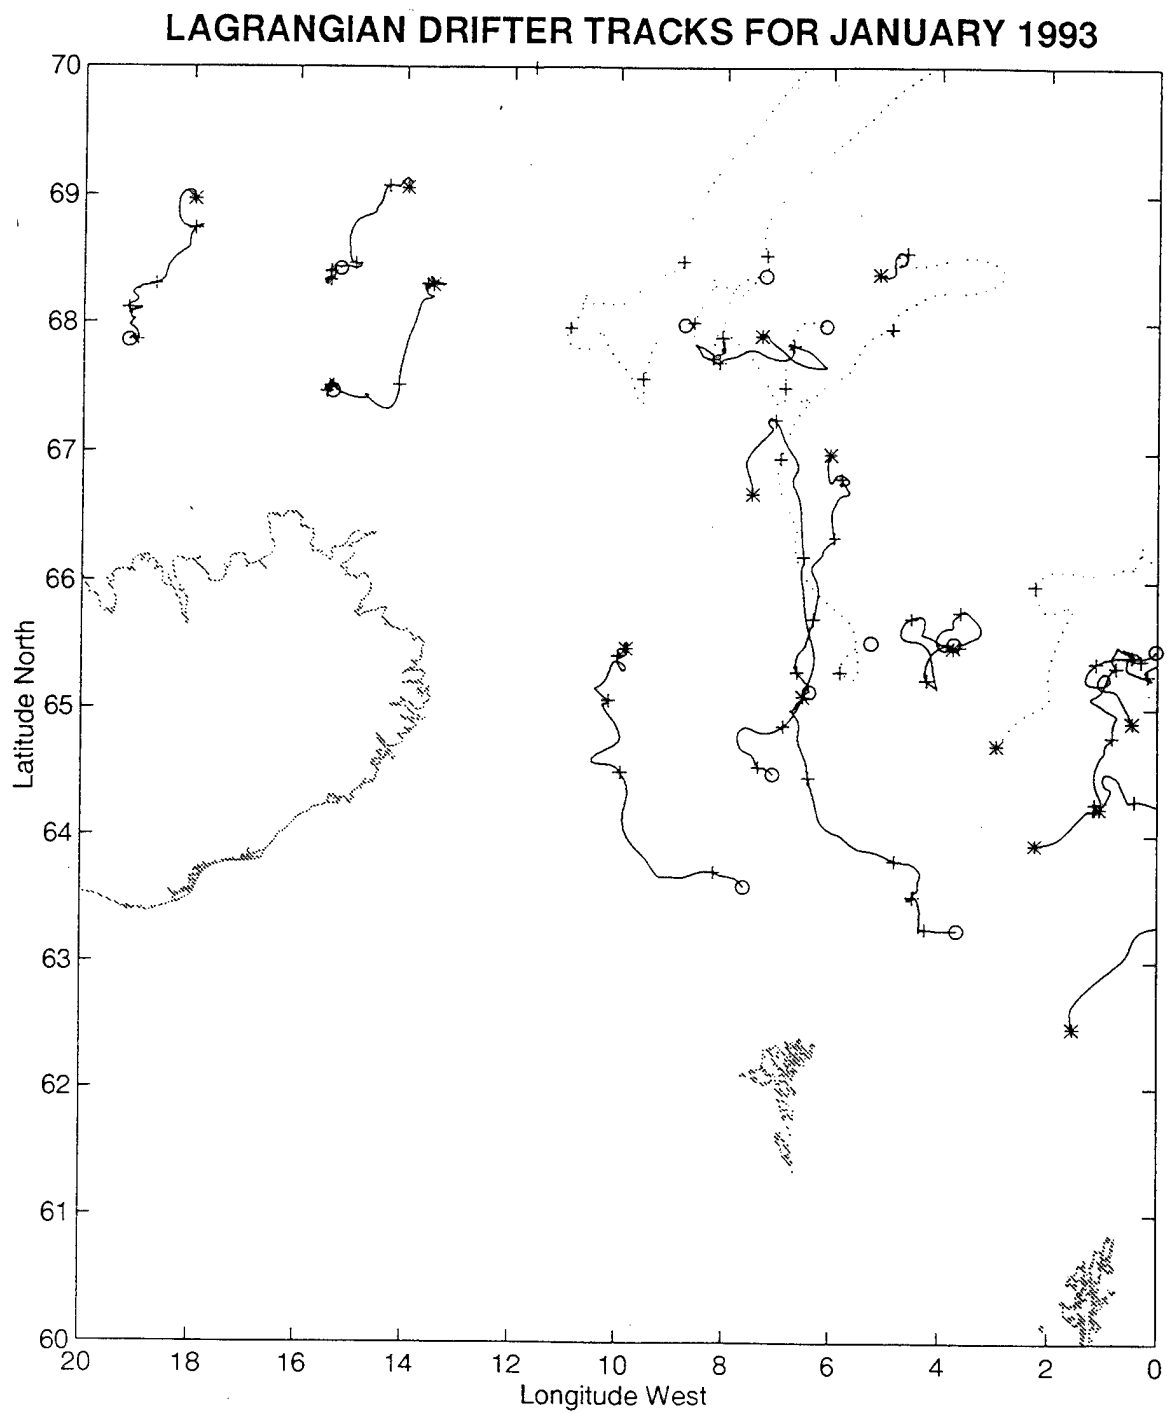 LAGRANGIAN DRIFTER TRACKS FOR JANUARY 1993
70
69
68
67
66
65
64
63
62
61
60
Latitude North
20 18 16 14 12 10 8 6 4 2 0
Longitude West